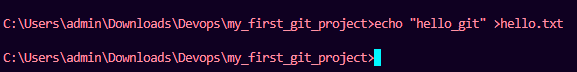 C:\Users\admin\Downloads\Devops\my_first_git_project>echo "hello_git" >hello.txt
C:\Users\admin\Downloads\Devops\my_first_git_project>